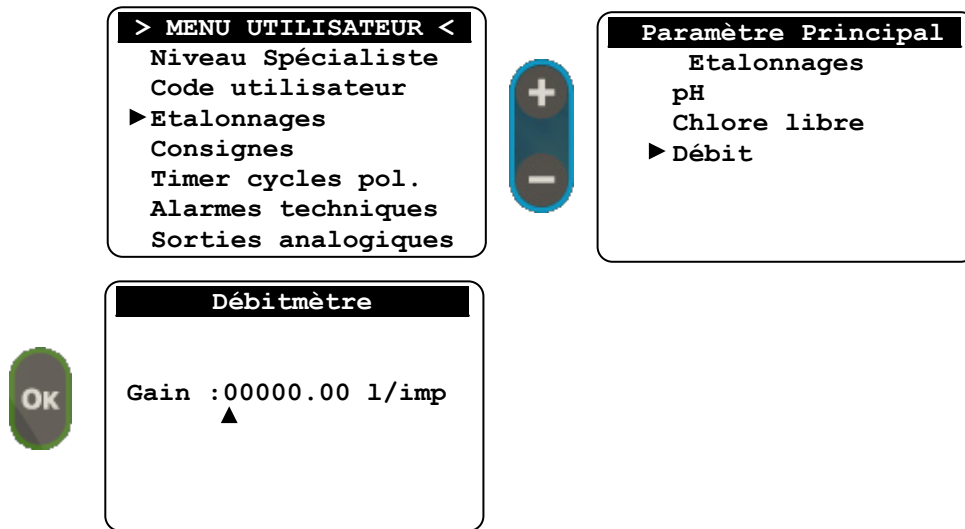 > MENU UTILISATEUR <
Niveau Spécialiste
Code utilisateur
►Etalonnages
Consignes
Timer cycles pol.
Alarmes techniques
Sorties analogiques
+
−
Paramètre Principal
Etalonnages
pH
Chlore libre
►Débit
OK
Débitmètre
Gain :00000.00 l/imp
▲